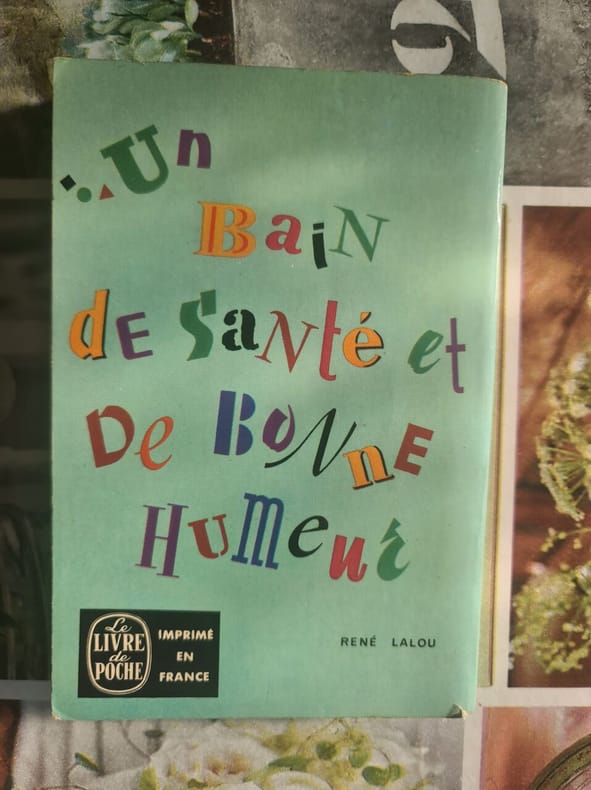 ...Un
Bain
de santé et
De BONNE
Humeur
Le
LIVRE
de
POCHE
IMPRIMÉ
EN
FRANCE
RENÉ LALOU